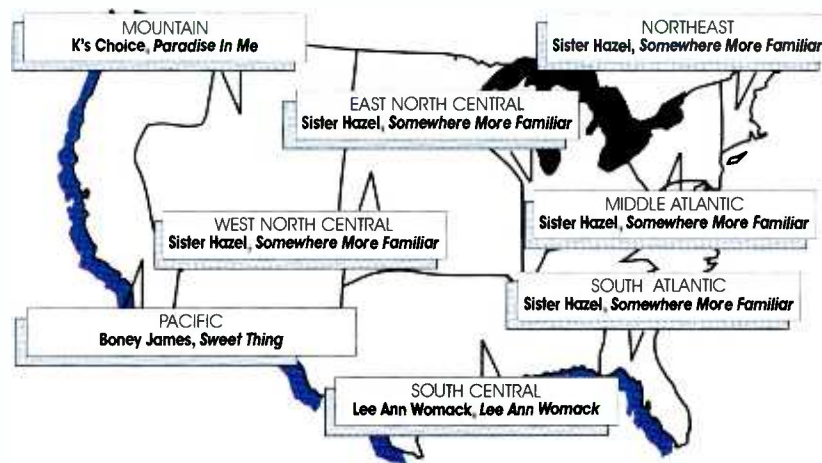 MOUNTAIN
K's Choice, Paradise In Me
NORTHEAST
Sister Hazel, Somewhere More Familiar
EAST NORTH CENTRAL
Sister Hazel, Somewhere More Familiar
MIDDLE ATLANTIC
Sister Hazel, Somewhere More Familiar
WEST NORTH CENTRAL
Sister Hazel, Somewhere More Familiar
SOUTH ATLANTIC
Sister Hazel, Somewhere More Familiar
PACIFIC
Boney James, Sweet Thing
SOUTH CENTRAL
Lee Ann Womack, Lee Ann Womack